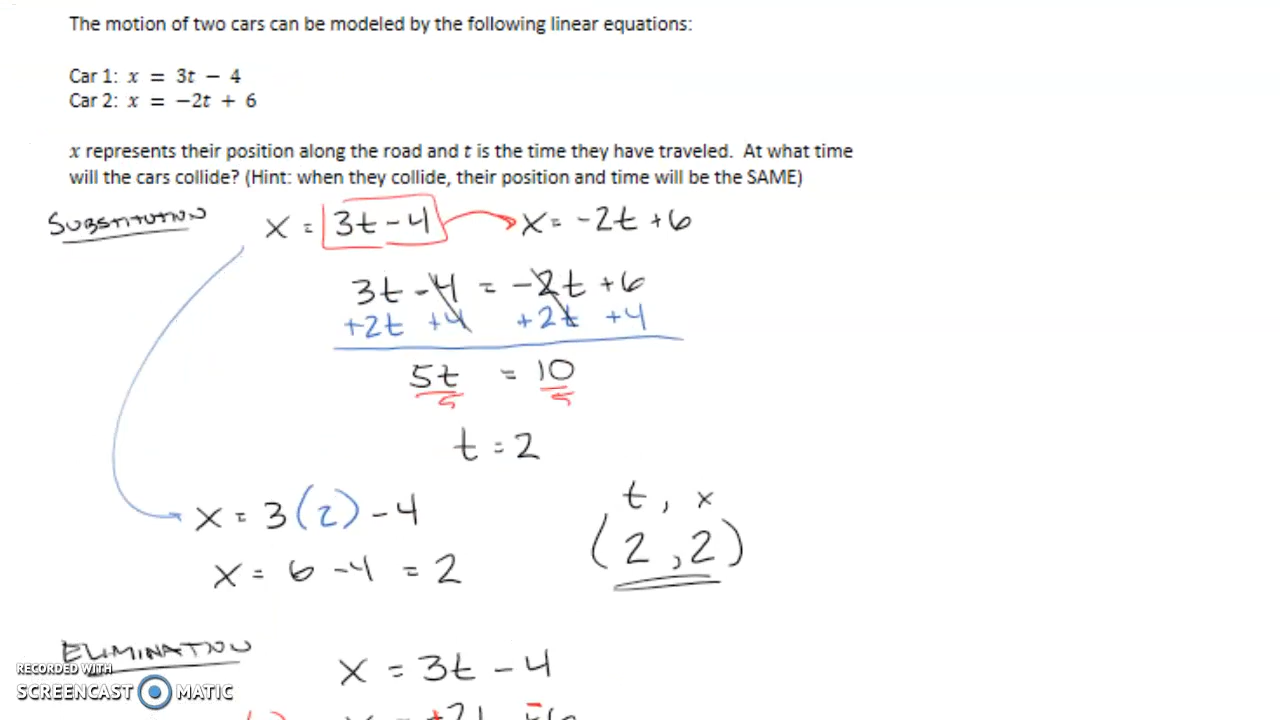 The motion of two cars can be modeled by the following linear equations:
Car 1: x = 3t − 4
Car 2: x = −2t + 6
x represents their position along the road and t is the time they have traveled. At what time
will the cars collide? (Hint: when they collide, their position and time will be the SAME)
SUBSTITUTION x = 3t - 4 x = -2t + 6
3t - 4 = -2t + 6
+2t +4 +2t +4
5t = 10
5 5
t = 2
x = 3(2) - 4
t, x
(2, 2)
x = 6 - 4 = 2
ELIMINATION
x = 3t - 4
RECORDED WITH
SCREENCAST MATIC